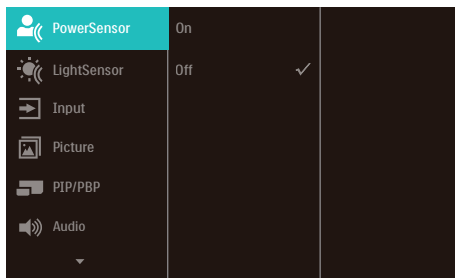 PowerSensor
On
LightSensor
Off
Input
Picture
PIP/PBP
Audio